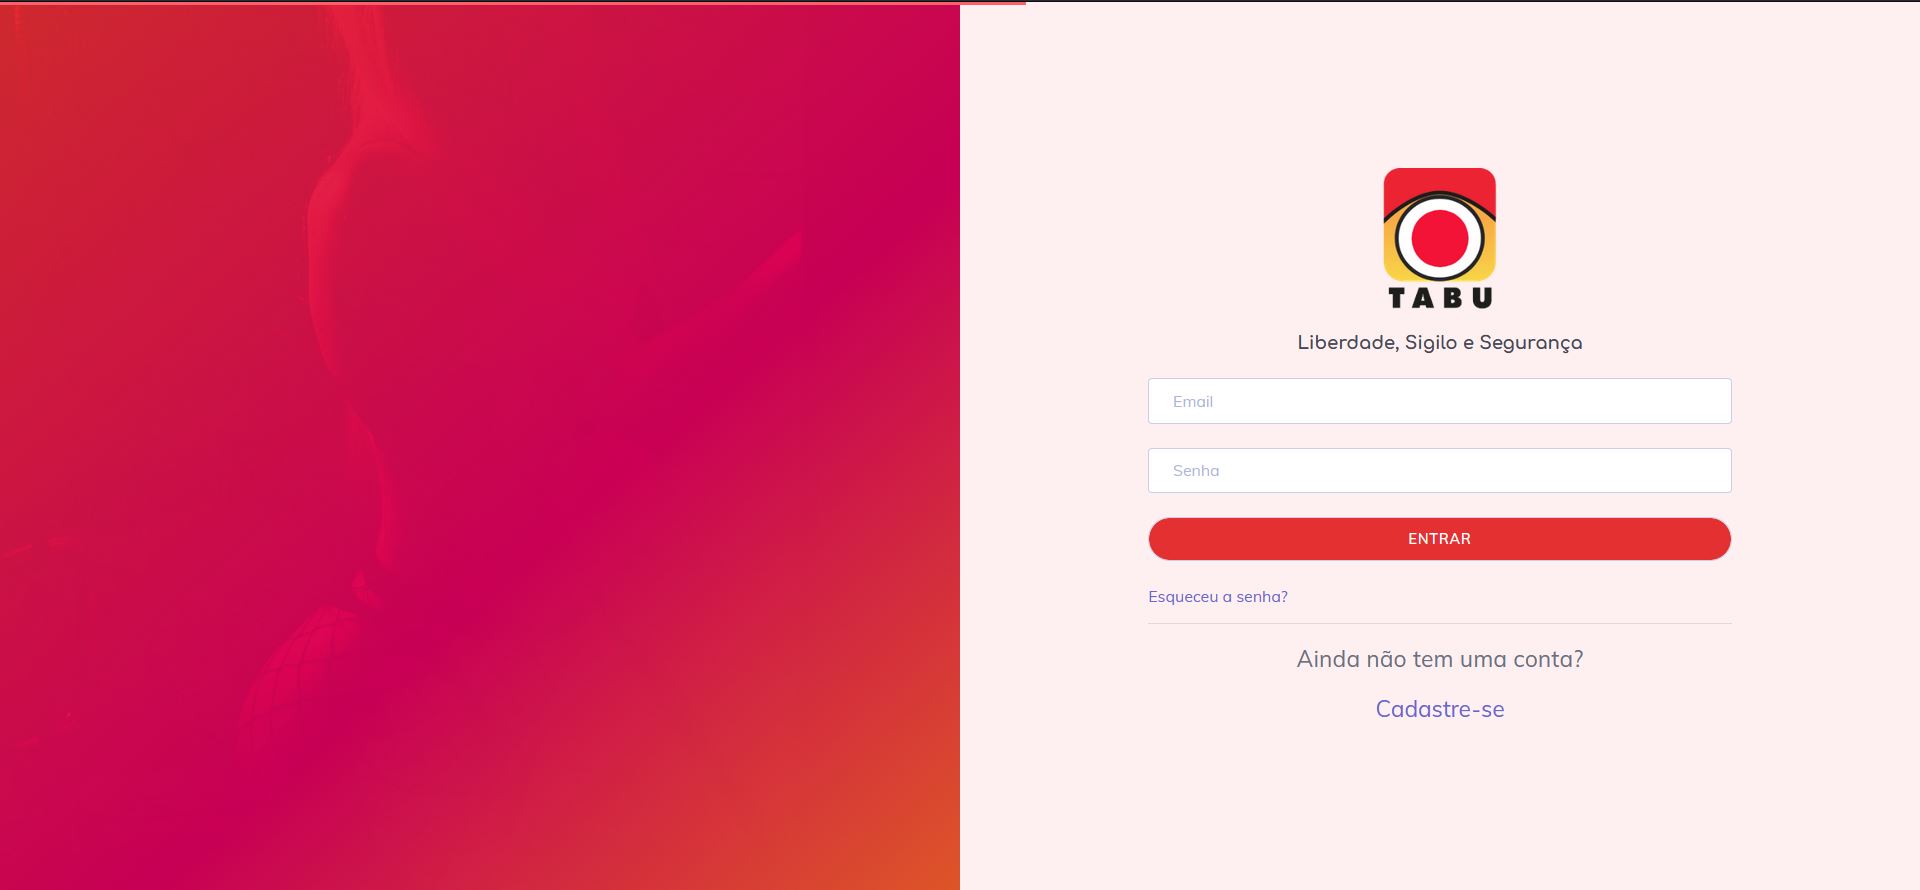 TABU
Liberdade, Sigilo e Segurança
Email
Senha
ENTRAR
Esqueceu a senha?
Ainda não tem uma conta?
Cadastre-se